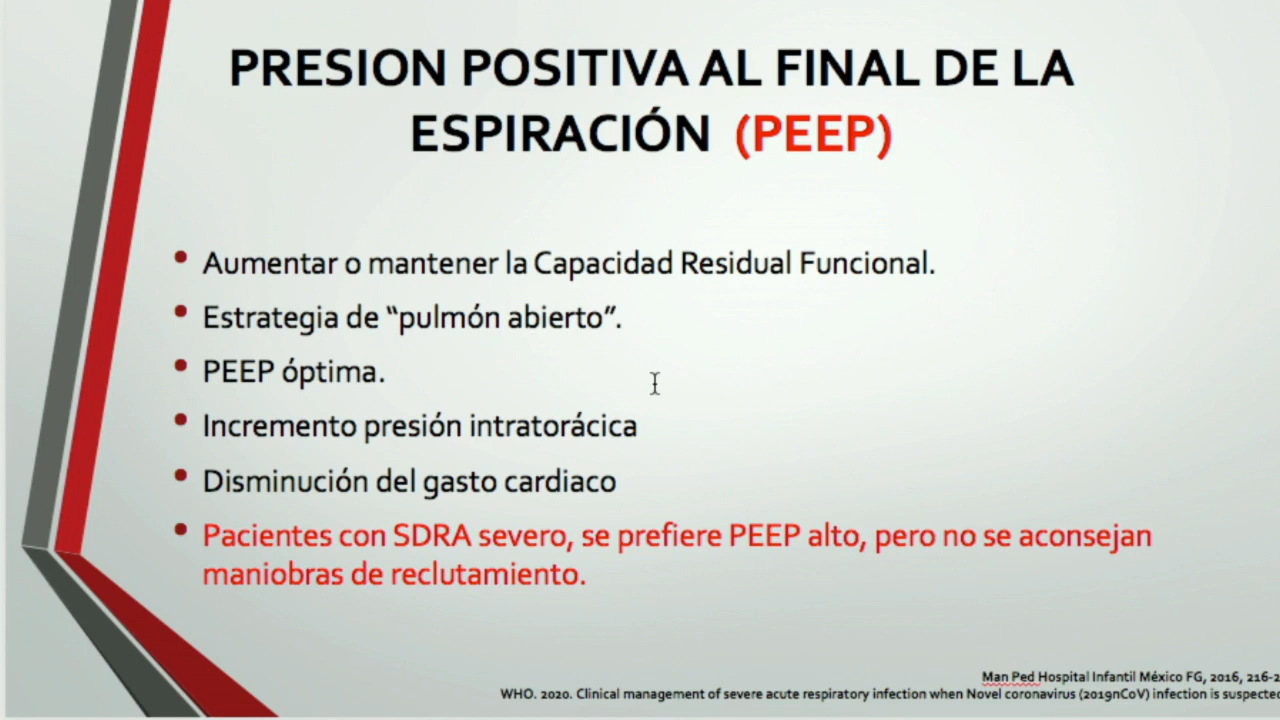 PRESION POSITIVA AL FINAL DE LA
ESPIRACIÓN (PEEP)
• Aumentar o mantener la Capacidad Residual Funcional.
• Estrategia de “pulmón abierto”.
• PEEP óptima.
• Incremento presión intratorácica
• Disminución del gasto cardiaco
• Pacientes con SDRA severo, se prefiere PEEP alto, pero no se aconsejan
maniobras de reclutamiento.
Man Ped Hospital Infantil México FG, 2016, 216-2
WHO. 2020. Clinical management of severe acute respiratory infection when Novel coronavirus (2019nCoV) infection is suspected